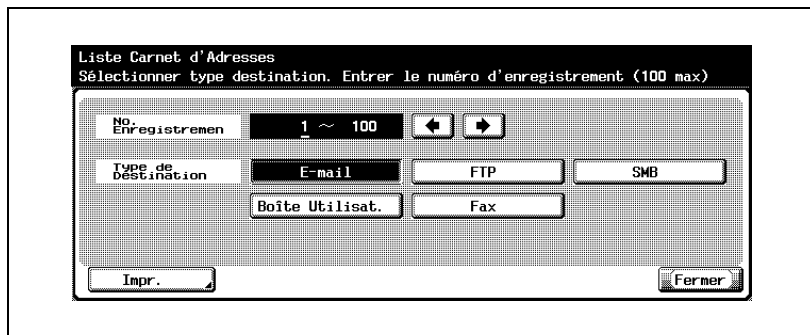 Liste Carnet d'Adresses
Sélectionner type destination. Entrer le numéro d'enregistrement (100 max)
No.
Enregistremen
1 ~ 100
Type de
Destination
E-mail
FTP
SMB
Boîte Utilisat.
Fax
Impr.
Fermer